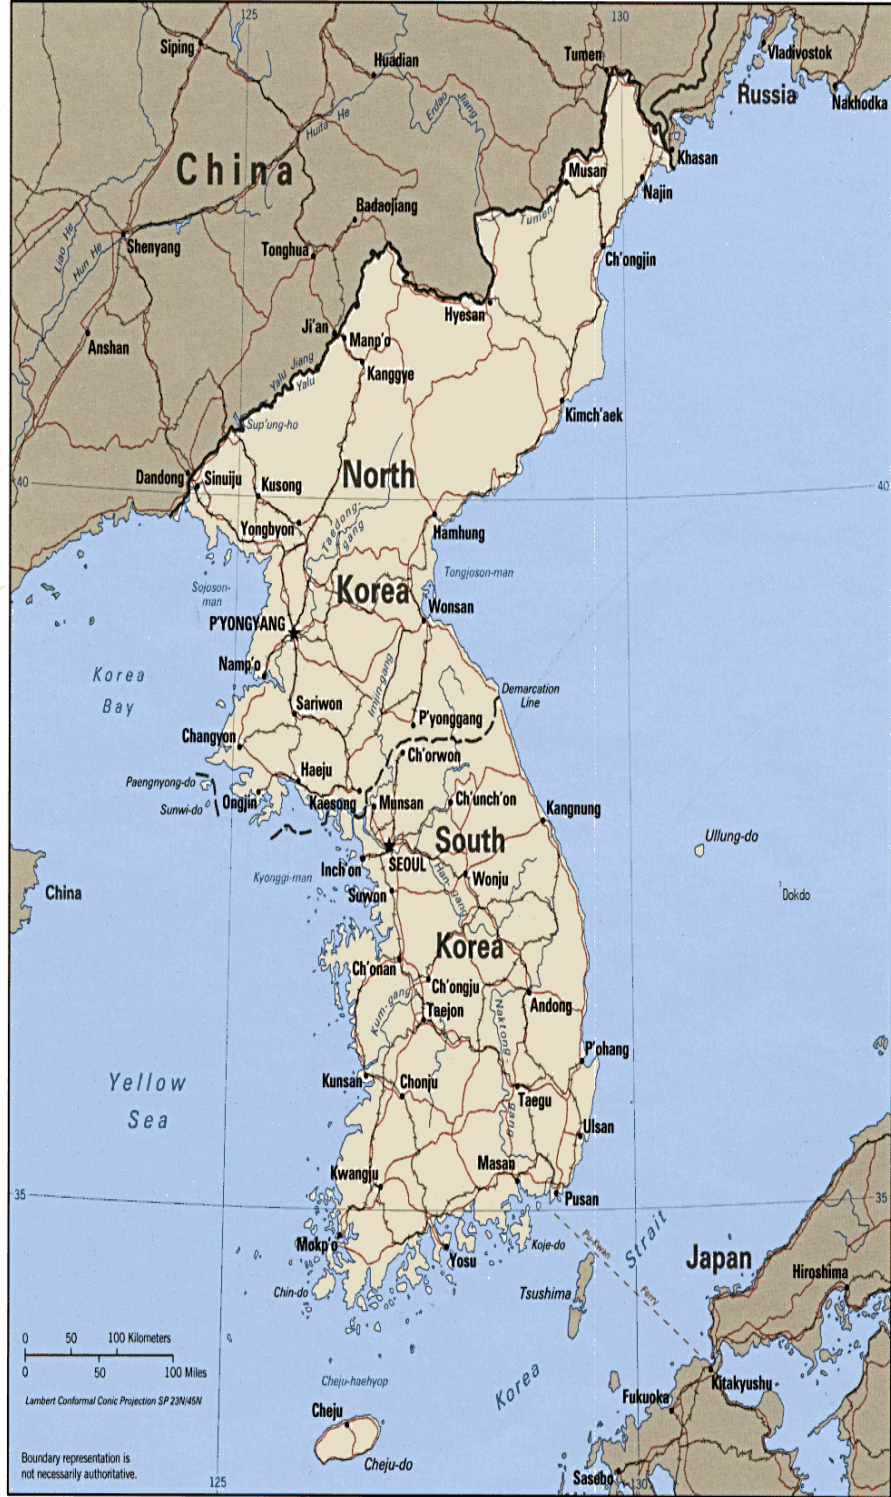 125
130
Siping
Huadian
Tumen
Vladivostok
Russia
Nakhodka
Erdao
Jiang
Huifa He
China
Khasan
Musan
Najin
Badaojiang
Tumen
Liao He
Hun He
Shenyang
Tonghua
Ch'ongjin
Hyesan
Ji'an
Manp'o
Anshan
Yalu Jiang
Yalu
Kanggye
Kimch'aek
Sup'ung-ho
North
Dandong
Sinuiju
Kusong
40
40
Yongbyon
Taedong-
gang
Hamhung
Tongjoson-man
Sojoson-
man
Korea
Wonsan
P'YONGYANG
Namp'o
Korea
Bay
Imjin-gang
Demarcation
Line
Sariwon
P'yonggang
Changyon
Ch'orwon
Haeju
Paengnyong-do
Sunwi-do
Ongjin
Kaesong
Munsan
Ch'unch'on
Kangnung
South
Ullung-do
Inch'on
SEOUL
Han-gang
Wonju
Kyonggi-man
China
Suwon
Dokdo
Korea
Ch'onan
Ch'ongju
Kum-gang
Andong
Taejon
Naktong-
gang
P'ohang
Yellow
Sea
Kunsan
Chonju
Taegu
Ulsan
Masan
Kwangju
35
35
Pusan
Mokp'o
Yosu
Koje-do
Strait
Pu-Kwan
Ferry
Japan
Hiroshima
Chin-do
Tsushima
0 50 100 Kilometers
0 50 100 Miles
Korea
Cheju-haehyop
Kitakyushu
Lambert Conformal Conic Projection SP 23N/45N
Fukuoka
Cheju
Cheju-do
Boundary representation is
not necessarily authoritative.
Sasebo
125
130